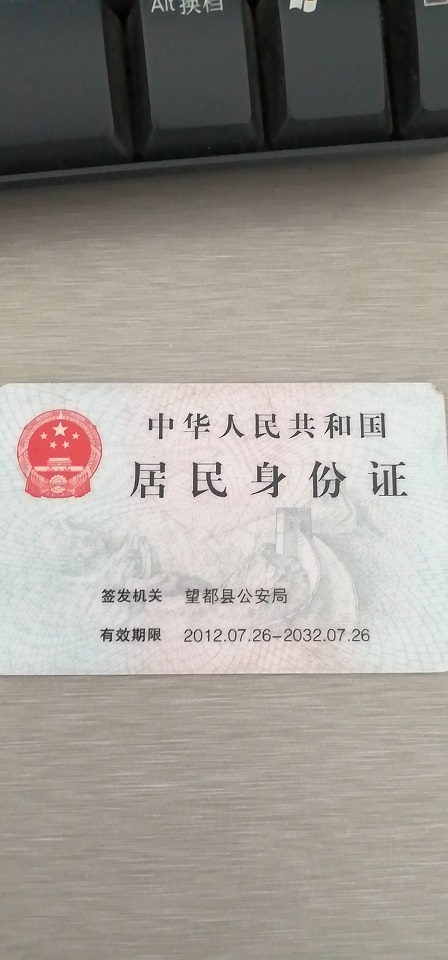 Alt 换档
中华人民共和国
居民身份证
签发机关 望都县公安局
有效期限 2012.07.26-2032.07.26